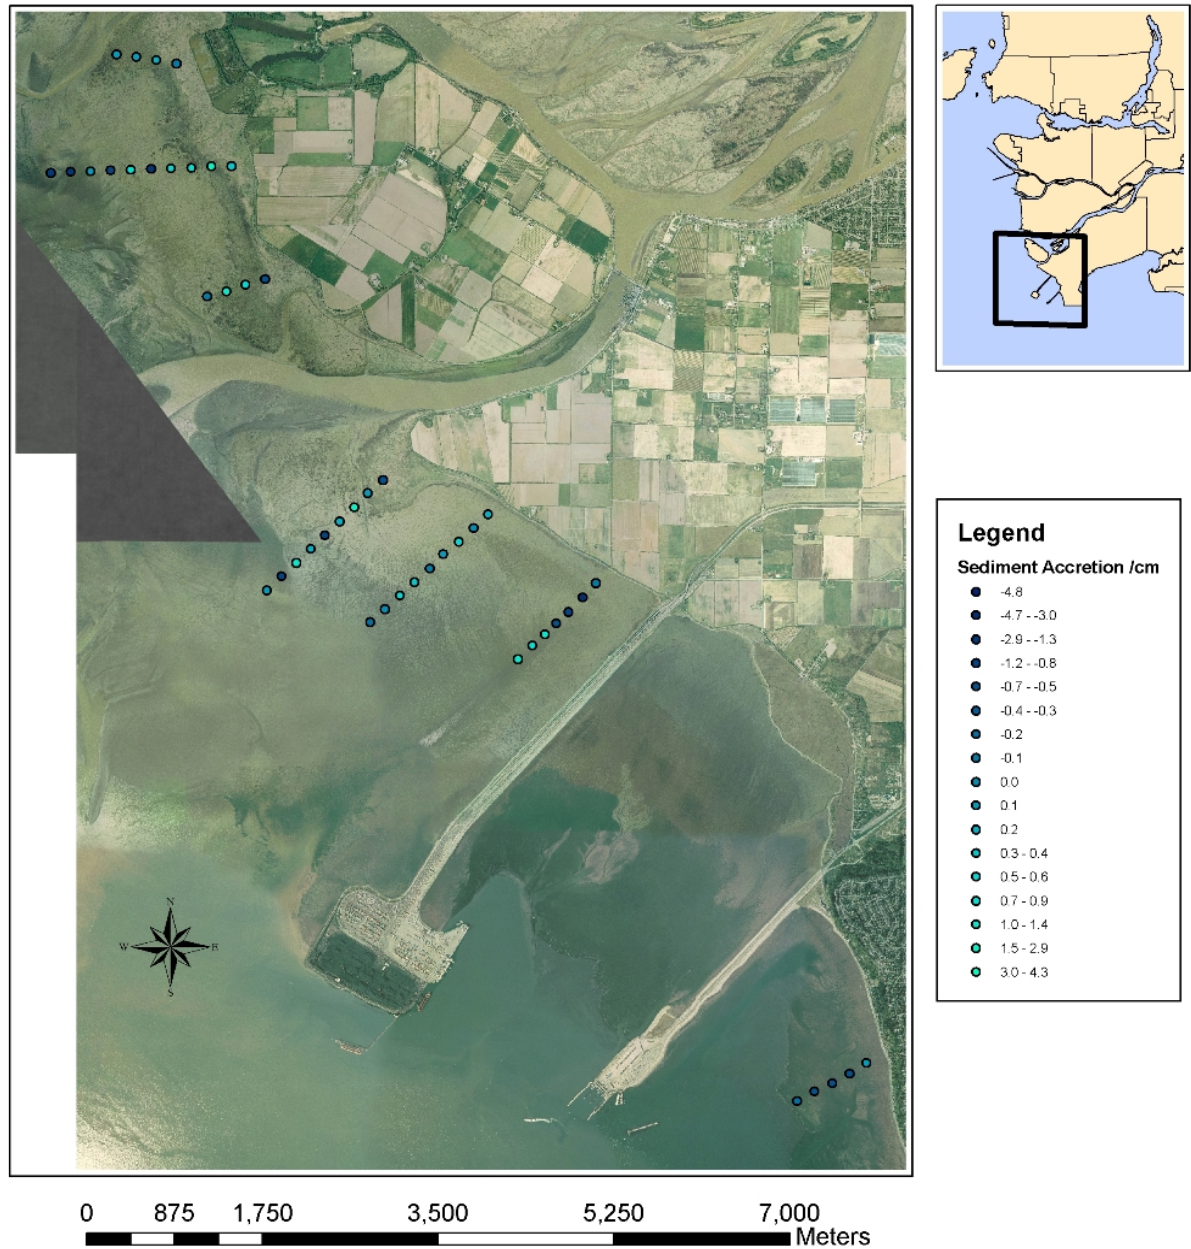 N
W
E
S
Legend
Sediment Accretion /cm
-4.8
-4.7 - -3.0
-2.9 - -1.3
-1.2 - -0.8
-0.7 - -0.5
-0.4 - -0.3
-0.2
-0.1
0.0
0.1
0.2
0.3 - 0.4
0.5 - 0.6
0.7 - 0.9
1.0 - 1.4
1.5 - 2.9
3.0 - 4.3
0 875 1,750 3,500 5,250 7,000
Meters